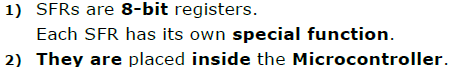 1) SFRs are 8-bit registers.
Each SFR has its own special function.
2) They are placed inside the Microcontroller.